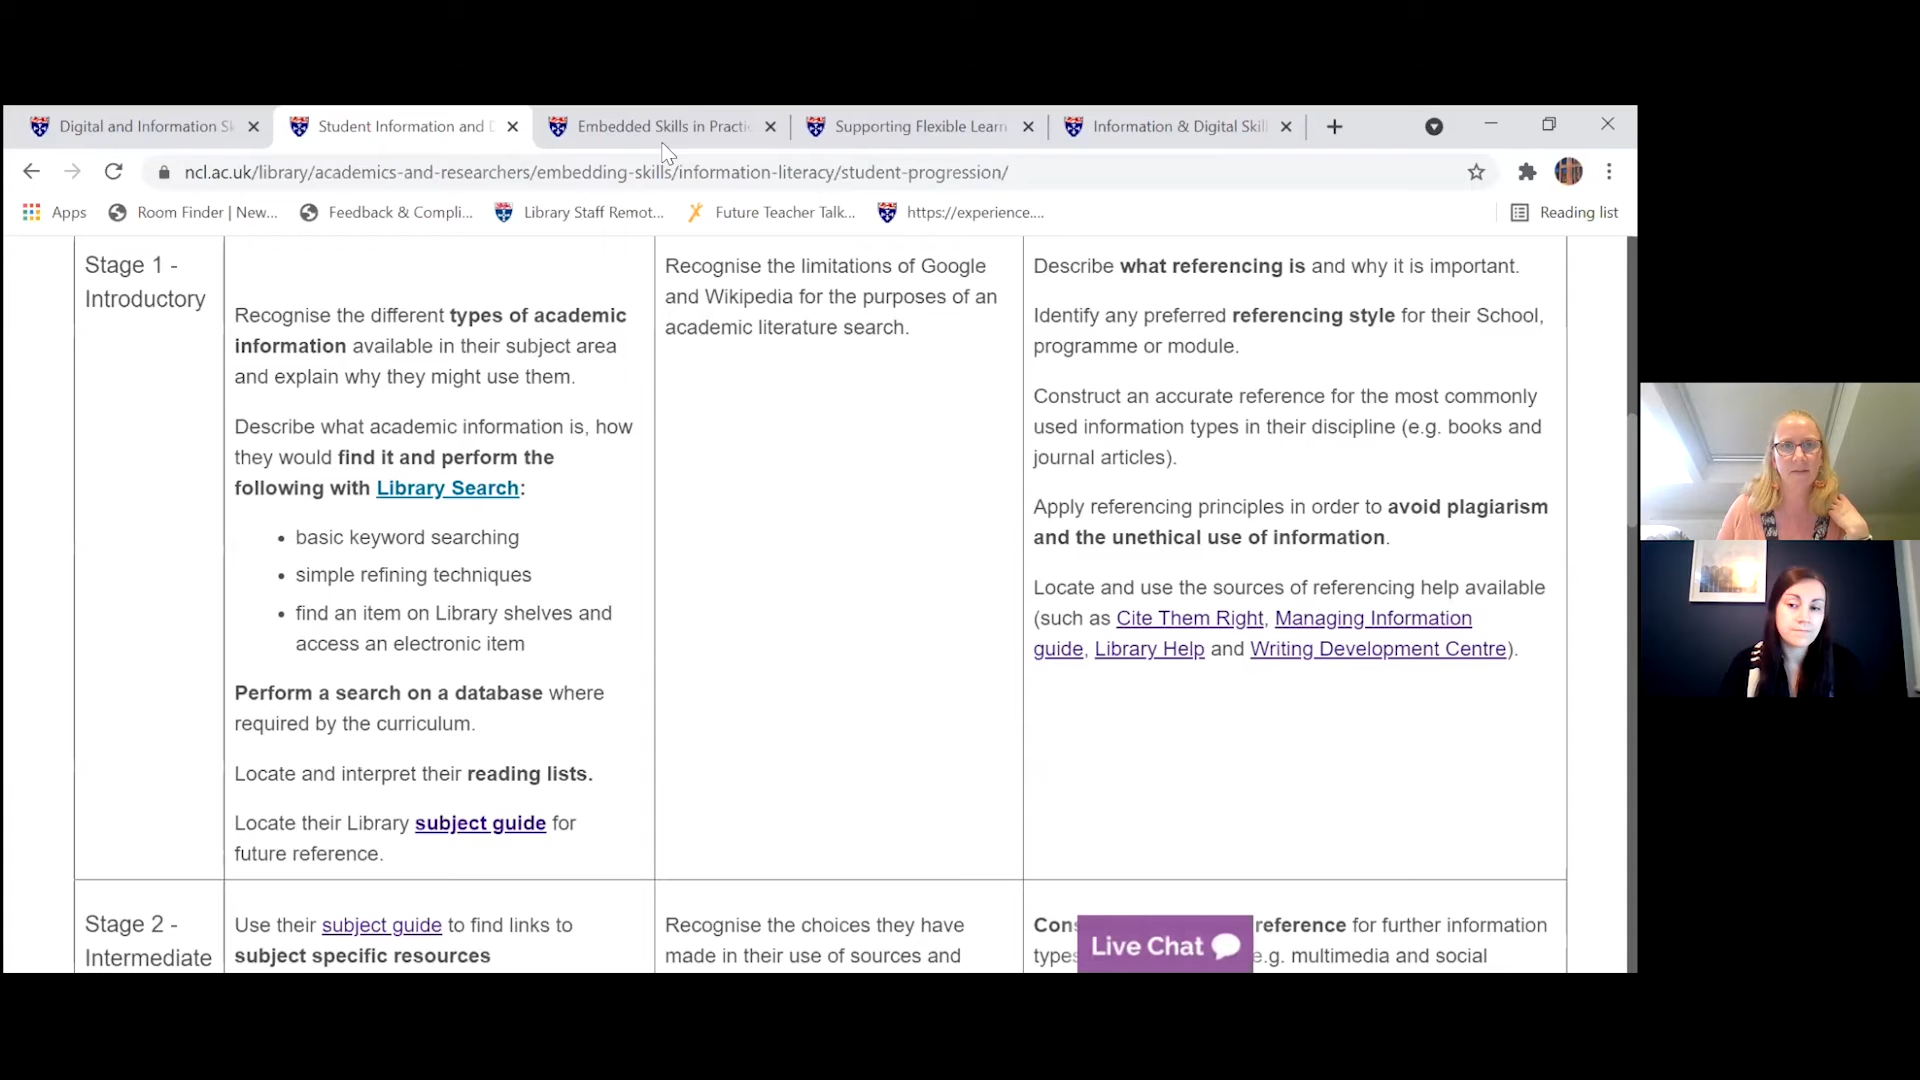 Digital and Information Sk
Student Information and D
Embedded Skills in Practi
Supporting Flexible Learn
Information & Digital Skill
ncl.ac.uk/library/academics-and-researchers/embedding-skills/information-literacy/student-progression/
Apps
Room Finder | New...
Feedback & Compli...
Library Staff Remot...
Future Teacher Talk...
https://experience....
Reading list
Stage 1 -
Introductory
Recognise the different types of academic
information available in their subject area
and explain why they might use them.
Describe what academic information is, how
they would find it and perform the
following with Library Search:
• basic keyword searching
• simple refining techniques
• find an item on Library shelves and
access an electronic item
Perform a search on a database where
required by the curriculum.
Locate and interpret their reading lists.
Locate their Library subject guide for
future reference.
Recognise the limitations of Google
and Wikipedia for the purposes of an
academic literature search.
Describe what referencing is and why it is important.
Identify any preferred referencing style for their School,
programme or module.
Construct an accurate reference for the most commonly
used information types in their discipline (e.g. books and
journal articles).
Apply referencing principles in order to avoid plagiarism
and the unethical use of information.
Locate and use the sources of referencing help available
(such as Cite Them Right, Managing Information
guide, Library Help and Writing Development Centre).
Stage 2 -
Intermediate
Use their subject guide to find links to
subject specific resources
Recognise the choices they have
made in their use of sources and
Con reference for further information
types e.g. multimedia and social
Live Chat